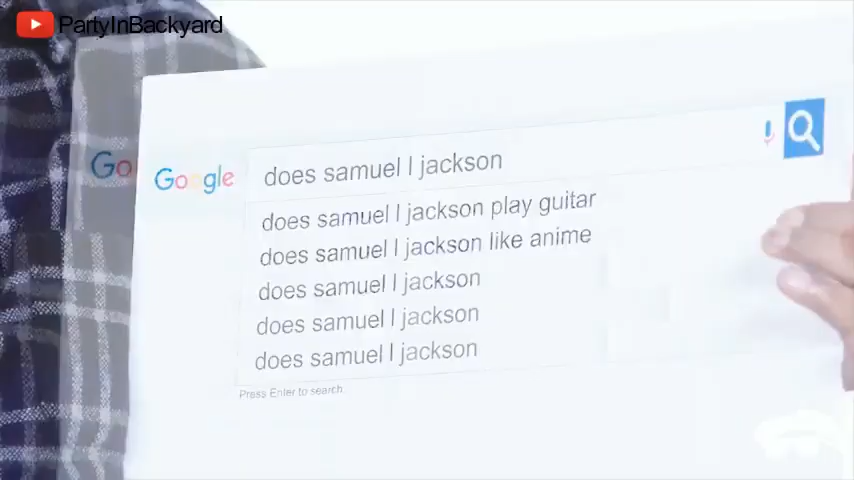 PartyInBackyard
Go
Google
does samuel l jackson
does samuel l jackson play guitar
does samuel l jackson like anime
does samuel l jackson
does samuel l jackson
does samuel l jackson
Press Enter to search.